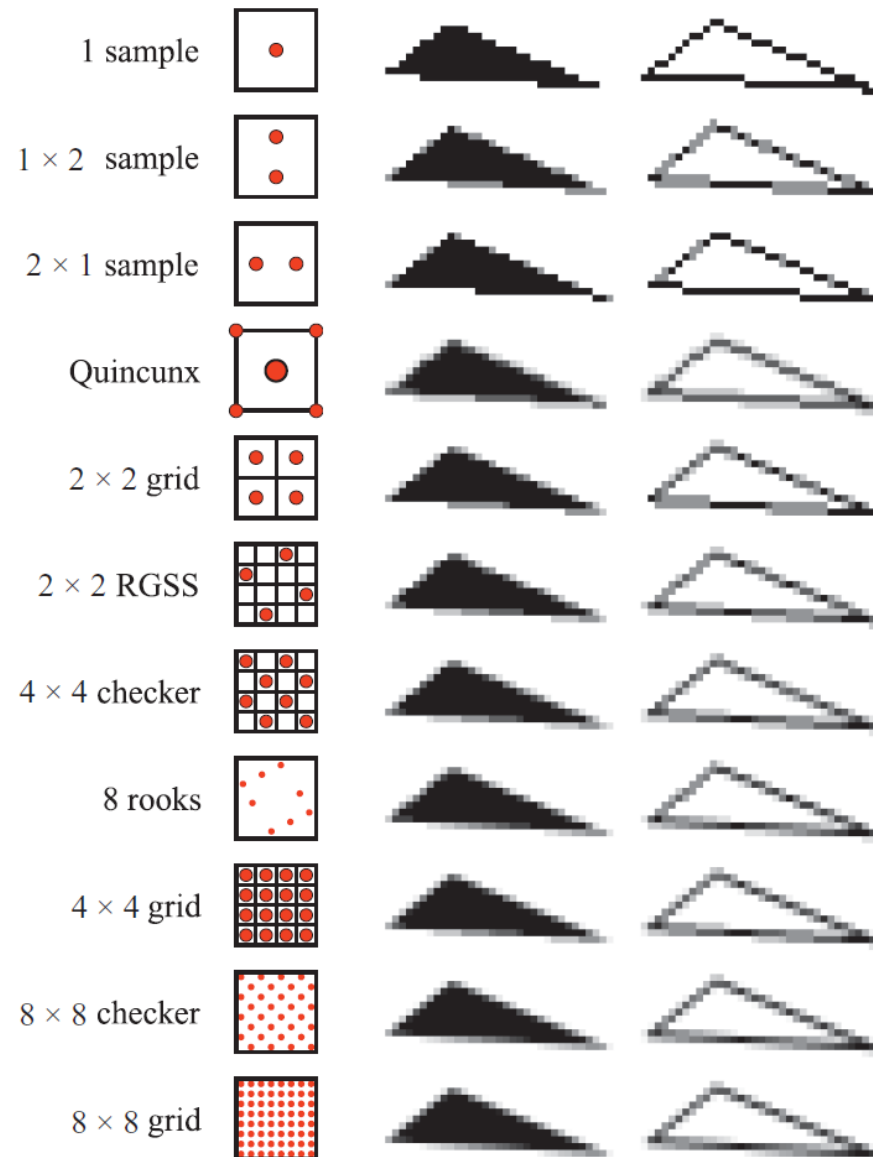 1 sample
1 × 2 sample
2 × 1 sample
Quincunx
2 × 2 grid
2 × 2 RGSS
4 × 4 checker
8 rooks
4 × 4 grid
8 × 8 checker
8 × 8 grid